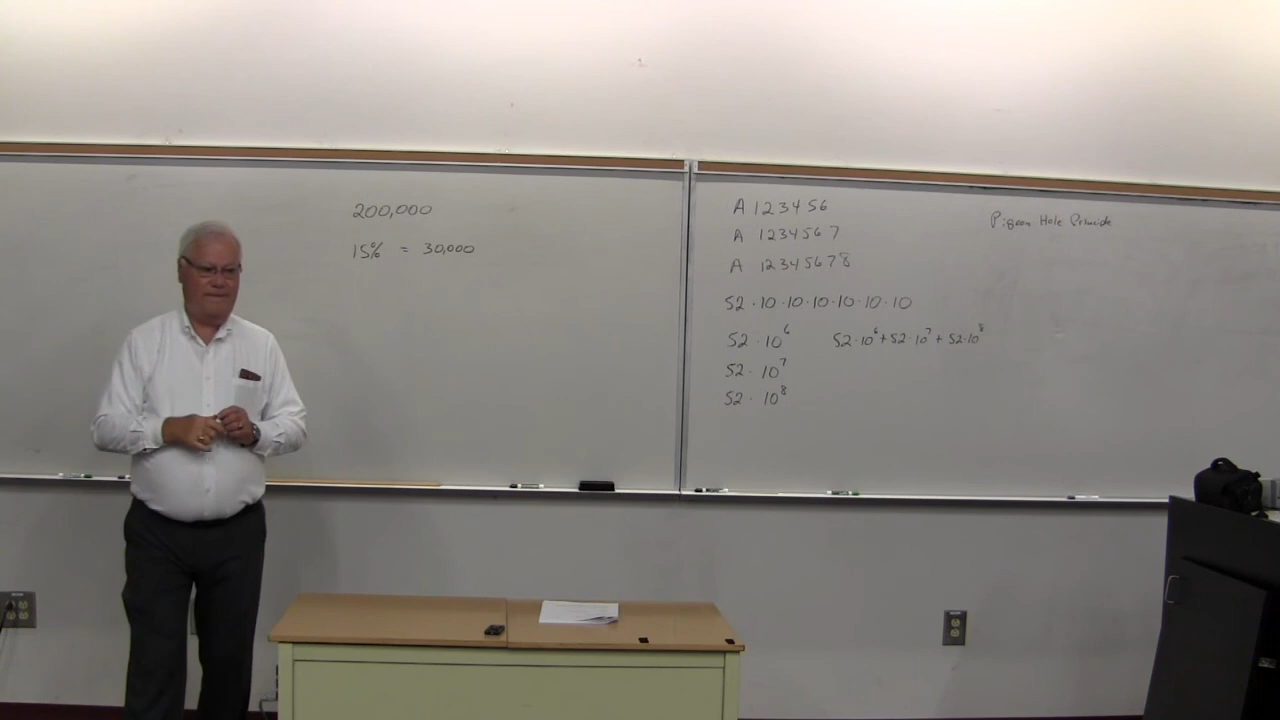 200,000
15% = 30,000
A 123456
A 1234567
A 12345678
52 · 10 · 10 · 10 · 10 · 10 · 10
52 · 10⁶ 52·10⁶ + 52·10⁷ + 52·10⁸
52 · 10⁷
52 · 10⁸
Pigeon Hole Principle